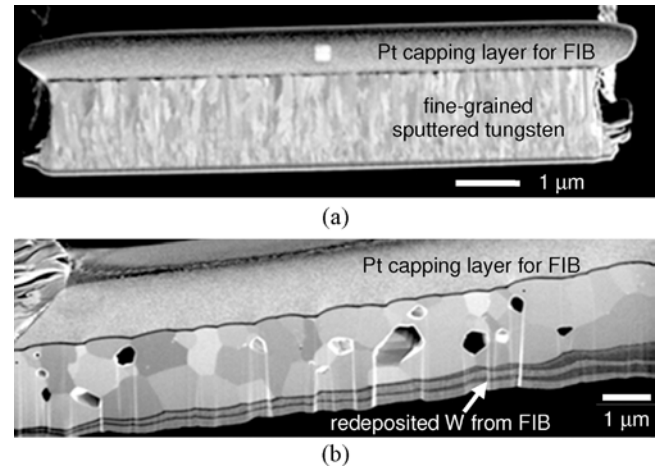 Pt capping layer for FIB
fine-grained
sputtered tungsten
1 μm
(a)
Pt capping layer for FIB
redeposited W from FIB
1 μm
(b)